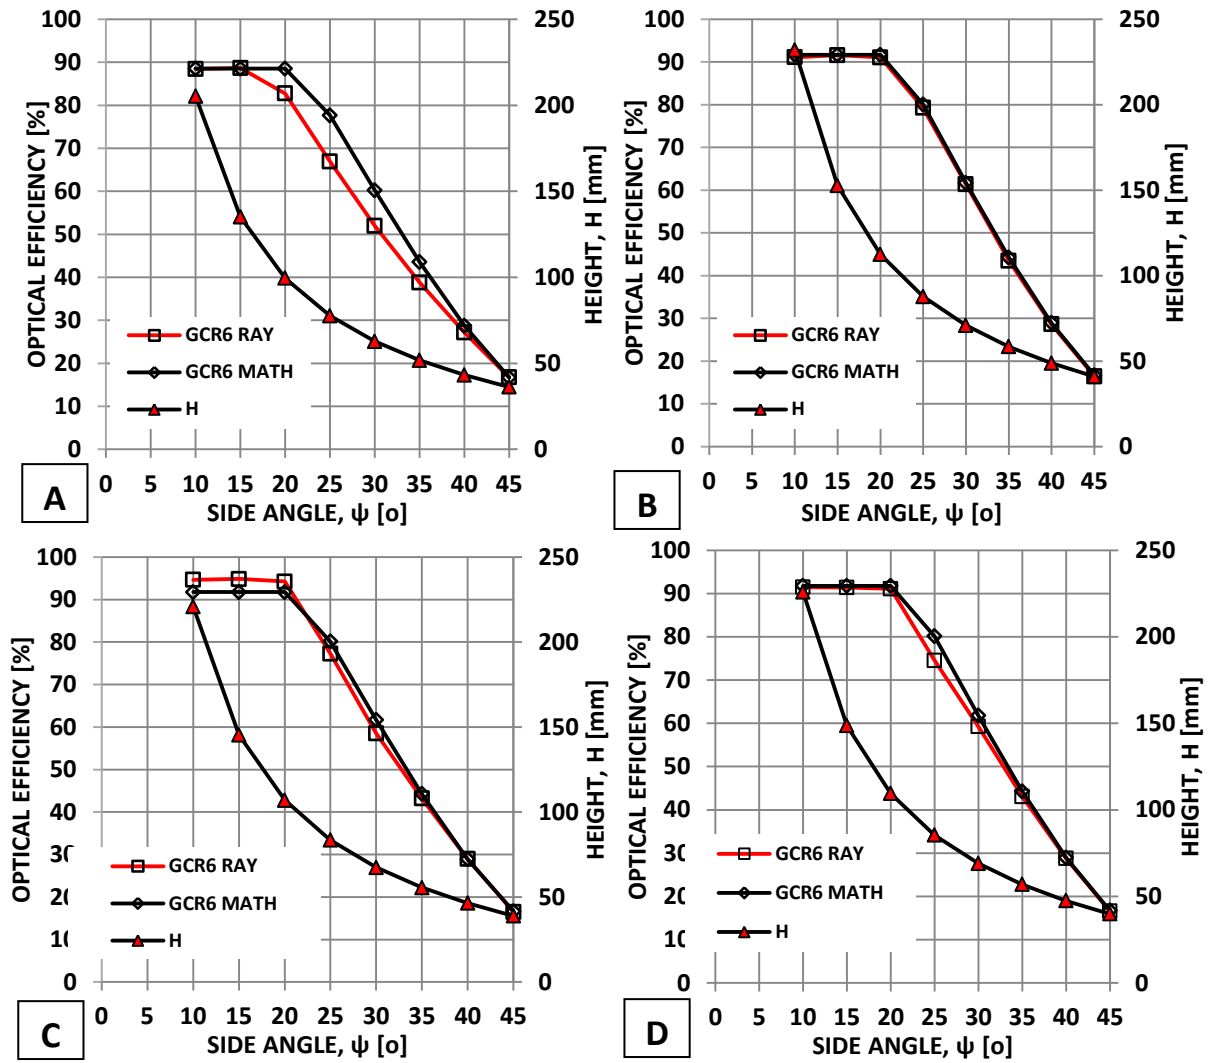 OPTICAL EFFICIENCY [%]
100
90
80
70
60
50
40
30
20
10
0
250
200
150
100
50
0
HEIGHT, H [mm]
GCR6 RAY
GCR6 MATH
H
0 5 10 15 20 25 30 35 40 45
SIDE ANGLE, ψ [o]
A
OPTICAL EFFICIENCY [%]
100
90
80
70
60
50
40
30
20
10
0
250
200
150
100
50
0
HEIGHT, H [mm]
GCR6 RAY
GCR6 MATH
H
0 5 10 15 20 25 30 35 40 45
SIDE ANGLE, ψ [o]
B
OPTICAL EFFICIENCY [%]
100
90
80
70
60
50
40
30
20
10
0
250
200
150
100
50
0
HEIGHT, H [mm]
GCR6 RAY
GCR6 MATH
H
0 5 10 15 20 25 30 35 40 45
SIDE ANGLE, ψ [o]
C
OPTICAL EFFICIENCY [%]
100
90
80
70
60
50
40
30
20
10
0
250
200
150
100
50
0
HEIGHT, H [mm]
GCR6 RAY
GCR6 MATH
H
0 5 10 15 20 25 30 35 40 45
SIDE ANGLE, ψ [o]
D